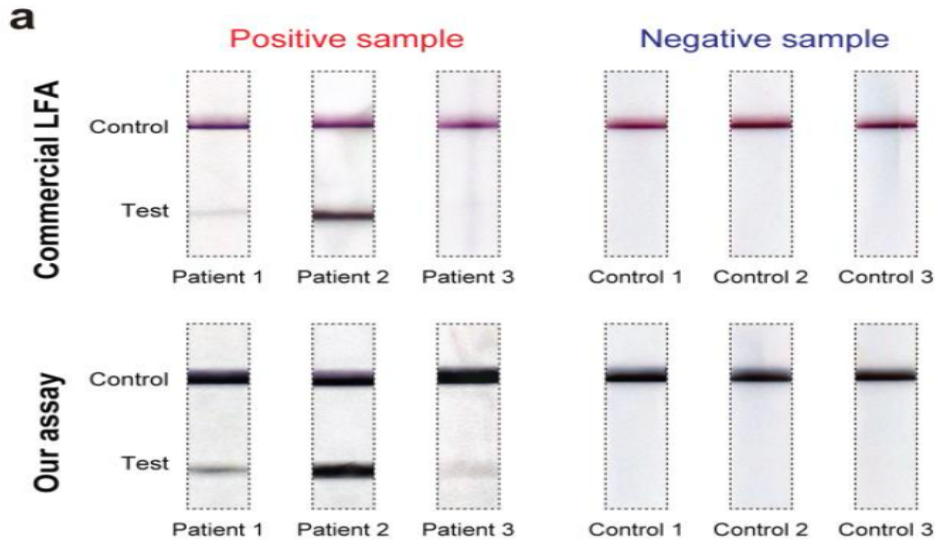 a
Positive sample Negative sample
Commercial LFA
Control
Test
Patient 1 Patient 2 Patient 3 Control 1 Control 2 Control 3
Our assay
Control
Test
Patient 1 Patient 2 Patient 3 Control 1 Control 2 Control 3